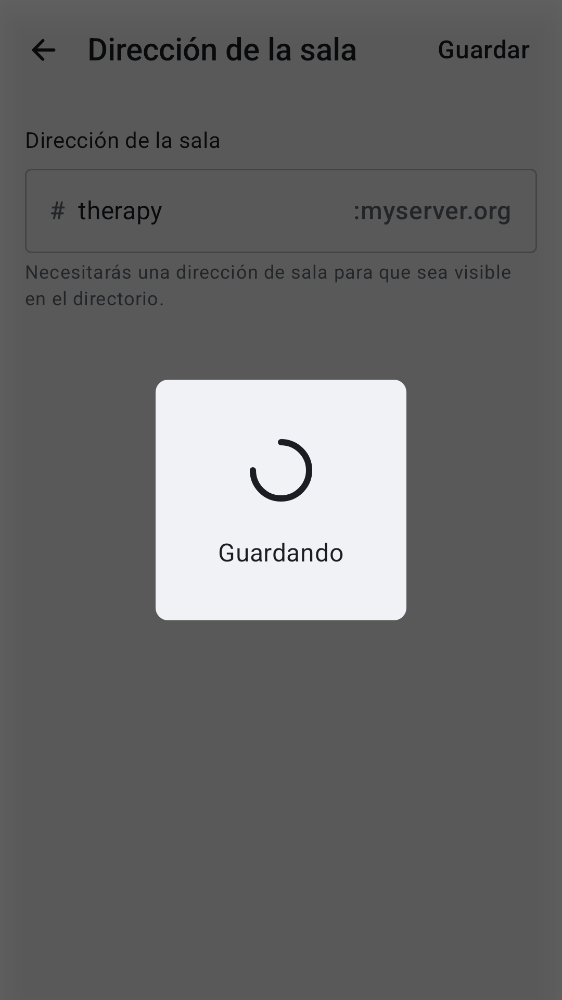 Dirección de la sala
Guardar
Dirección de la sala
# therapy :myserver.org
Necesitarás una dirección de sala para que sea visible
en el directorio.
Guardando